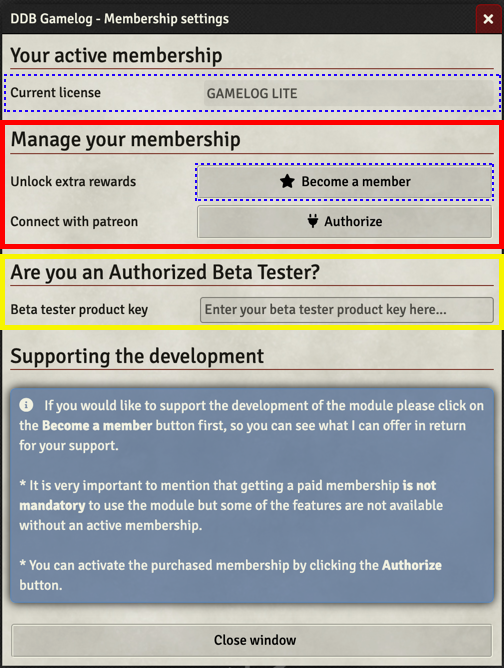 DDB Gamelog - Membership settings
Your active membership
Current license
GAMELOG LITE
Manage your membership
Unlock extra rewards
Become a member
Connect with patreon
Authorize
Are you an Authorized Beta Tester?
Beta tester product key
Enter your beta tester product key here...
Supporting the development
If you would like to support the development of the module please click on
the Become a member button first, so you can see what I can offer in return
for your support.
* It is very important to mention that getting a paid membership is not
mandatory to use the module but some of the features are not available
without an active membership.
* You can activate the purchased membership by clicking the Authorize
button.
Close window